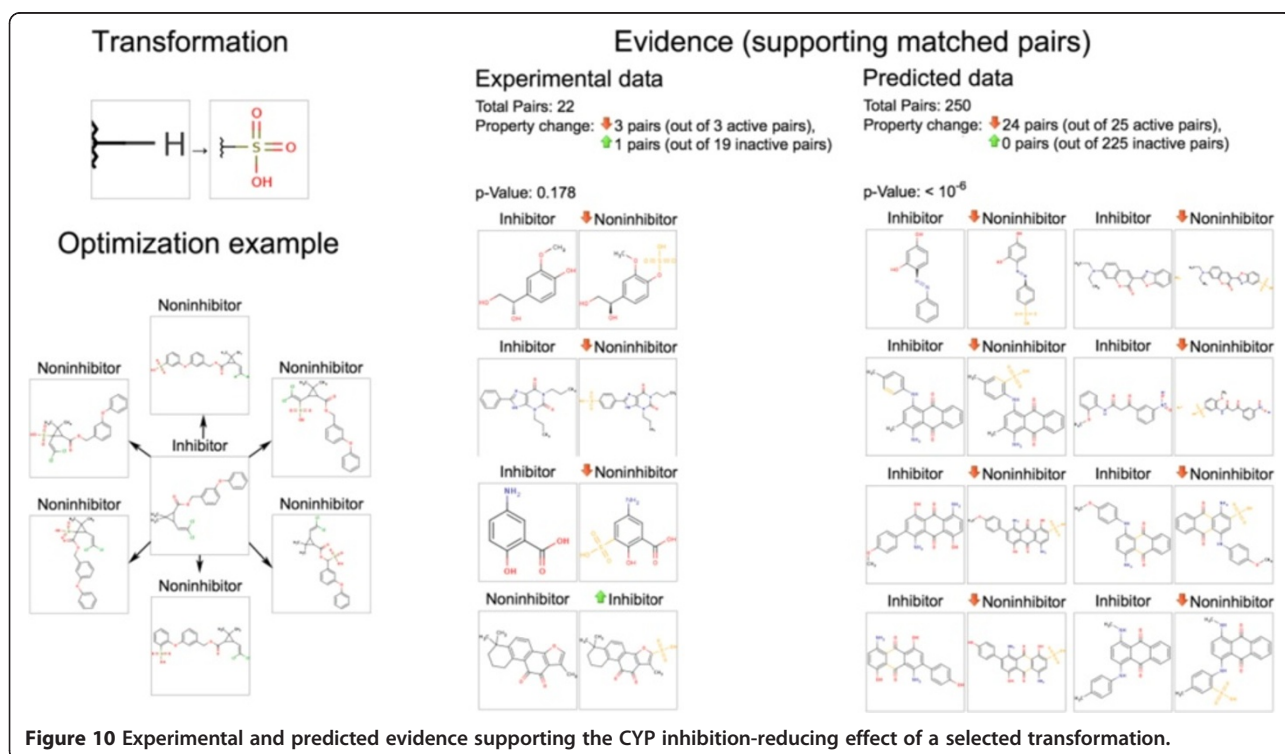 Transformation
H
→
O
S
O
OH
Optimization example
Noninhibitor
Noninhibitor
Noninhibitor
Inhibitor
Noninhibitor
Noninhibitor
Noninhibitor
Evidence (supporting matched pairs)
Experimental data
Total Pairs: 22
Property change: 3 pairs (out of 3 active pairs),
1 pairs (out of 19 inactive pairs)
p-Value: 0.178
Inhibitor Noninhibitor
Inhibitor Noninhibitor
Inhibitor Noninhibitor
Noninhibitor Inhibitor
Predicted data
Total Pairs: 250
Property change: 24 pairs (out of 25 active pairs),
0 pairs (out of 225 inactive pairs)
p-Value: < 10⁻⁶
Inhibitor Noninhibitor Inhibitor Noninhibitor
Inhibitor Noninhibitor Inhibitor Noninhibitor
Inhibitor Noninhibitor Inhibitor Noninhibitor
Inhibitor Noninhibitor Inhibitor Noninhibitor
Figure 10 Experimental and predicted evidence supporting the CYP inhibition-reducing effect of a selected transformation.